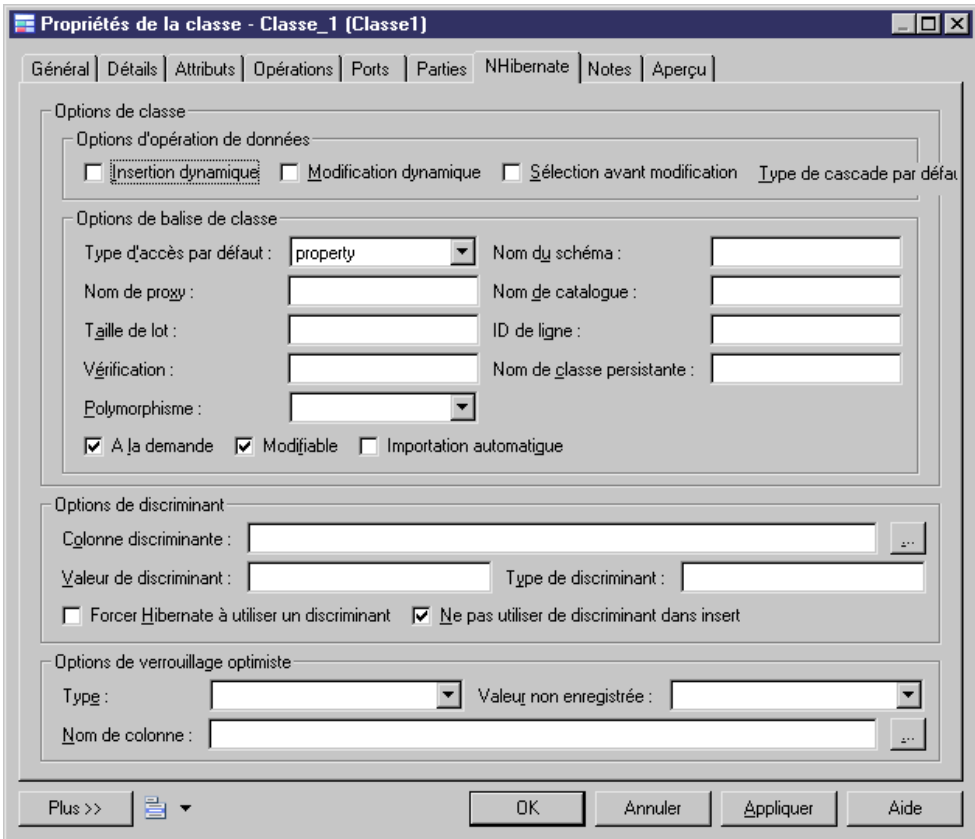 Propriétés de la classe - Classe_1 (Classe1)
Général Détails Attributs Opérations Ports Parties NHibernate Notes Aperçu
Options de classe
Options d'opération de données
Insertion dynamique Modification dynamique Sélection avant modification Type de cascade par défau
Options de balise de classe
Type d'accès par défaut : property Nom du schéma :
Nom de proxy : Nom de catalogue :
Taille de lot : ID de ligne :
Vérification : Nom de classe persistante :
Polymorphisme :
A la demande Modifiable Importation automatique
Options de discriminant
Colonne discriminante : ...
Valeur de discriminant : Type de discriminant :
Forcer Hibernate à utiliser un discriminant Ne pas utiliser de discriminant dans insert
Options de verrouillage optimiste
Type : Valeur non enregistrée :
Nom de colonne : ...
Plus >> OK Annuler Appliquer Aide